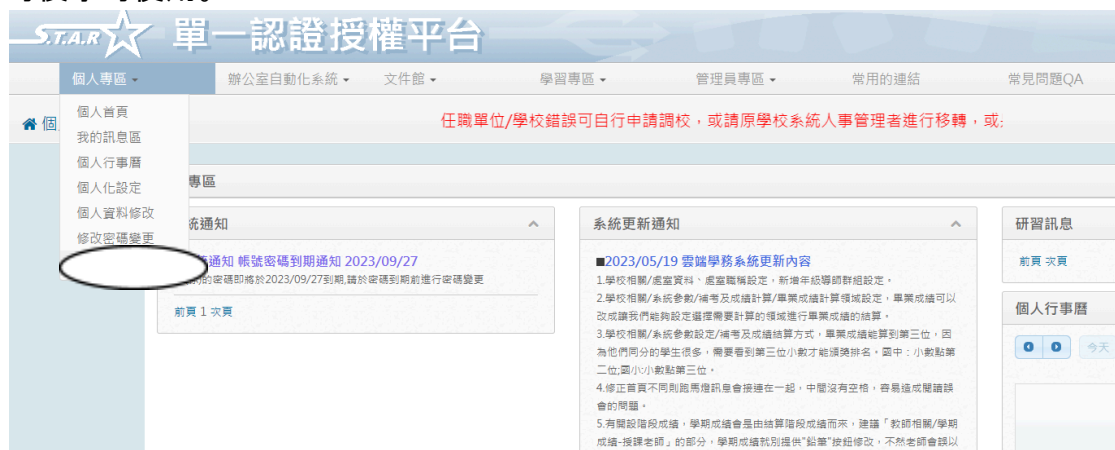 S.T.A.R 單一認證授權平台
個人專區 辦公室自動化系統 文件館 學習專區 管理員專區 常用的連結 常見問題QA
個人首頁
我的訊息區
個人行事曆
個人化設定
個人資料修改
修改密碼變更
個
任職單位/學校錯誤可自行申請調校,或請原學校系統人事管理者進行移轉,或:
專區
統通知
通知 帳號密碼到期通知 2023/09/27
的密碼即將於2023/09/27到期,請於密碼到期前進行密碼變更
前頁 1 次頁
系統更新通知
■2023/05/19 雲端學務系統更新內容
1.學校相關/處室資料、處室職稱設定,新增年級導師群組設定。
2.學校相關/系統參數/補考及成績計算/畢業成績計算領域設定,畢業成績可以
改成讓我們能夠設定選擇需要計算的領域進行畢業成績的結算。
3.學校相關/系統參數設定/補考及成績結算方式,畢業成績能算到第三位,因
為他們同分的學生很多,需要看到第三位小數才能頒獎排名。國中:小數點第
二位;國小:小數點第三位。
4.修正首頁不同則跑馬燈訊息會接連在一起,中間沒有空格,容易造成閱讀誤
會的問題。
5.有開設階段成績,學期成績會是由結算階段成績而來,建議「教師相關/學期
成績-授課老師」的部分,學期成績就別提供"鉛筆"按鈕修改,不然老師會誤以
研習訊息
前頁 次頁
個人行事曆
今天